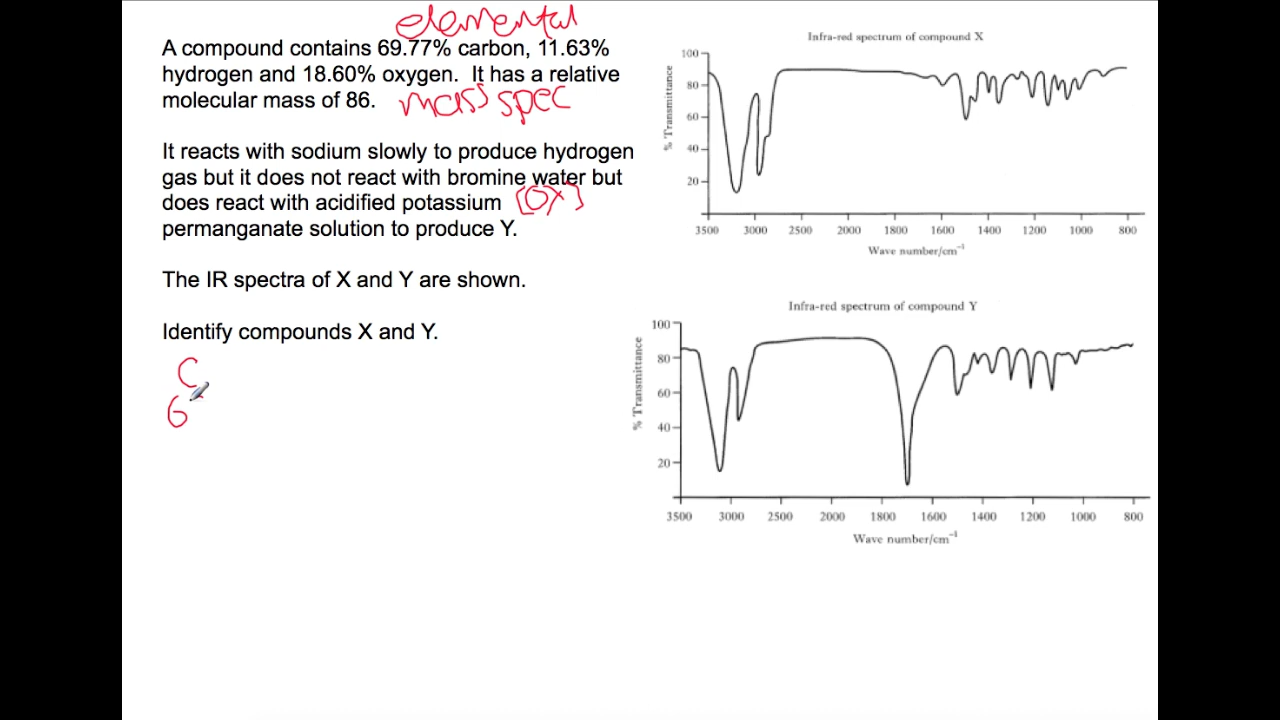 elemental
A compound contains 69.77% carbon, 11.63%
hydrogen and 18.60% oxygen. It has a relative
molecular mass of 86.
mass spec
It reacts with sodium slowly to produce hydrogen
gas but it does not react with bromine water but
does react with acidified potassium [OX]
permanganate solution to produce Y.
The IR spectra of X and Y are shown.
Identify compounds X and Y.
C
6
Infra-red spectrum of compound X
% Transmittance
100
80
60
40
20
3500 3000 2500 2000 1800 1600 1400 1200 1000 800
Wave number/cm⁻¹
Infra-red spectrum of compound Y
% Transmittance
100
80
60
40
20
3500 3000 2500 2000 1800 1600 1400 1200 1000 800
Wave number/cm⁻¹